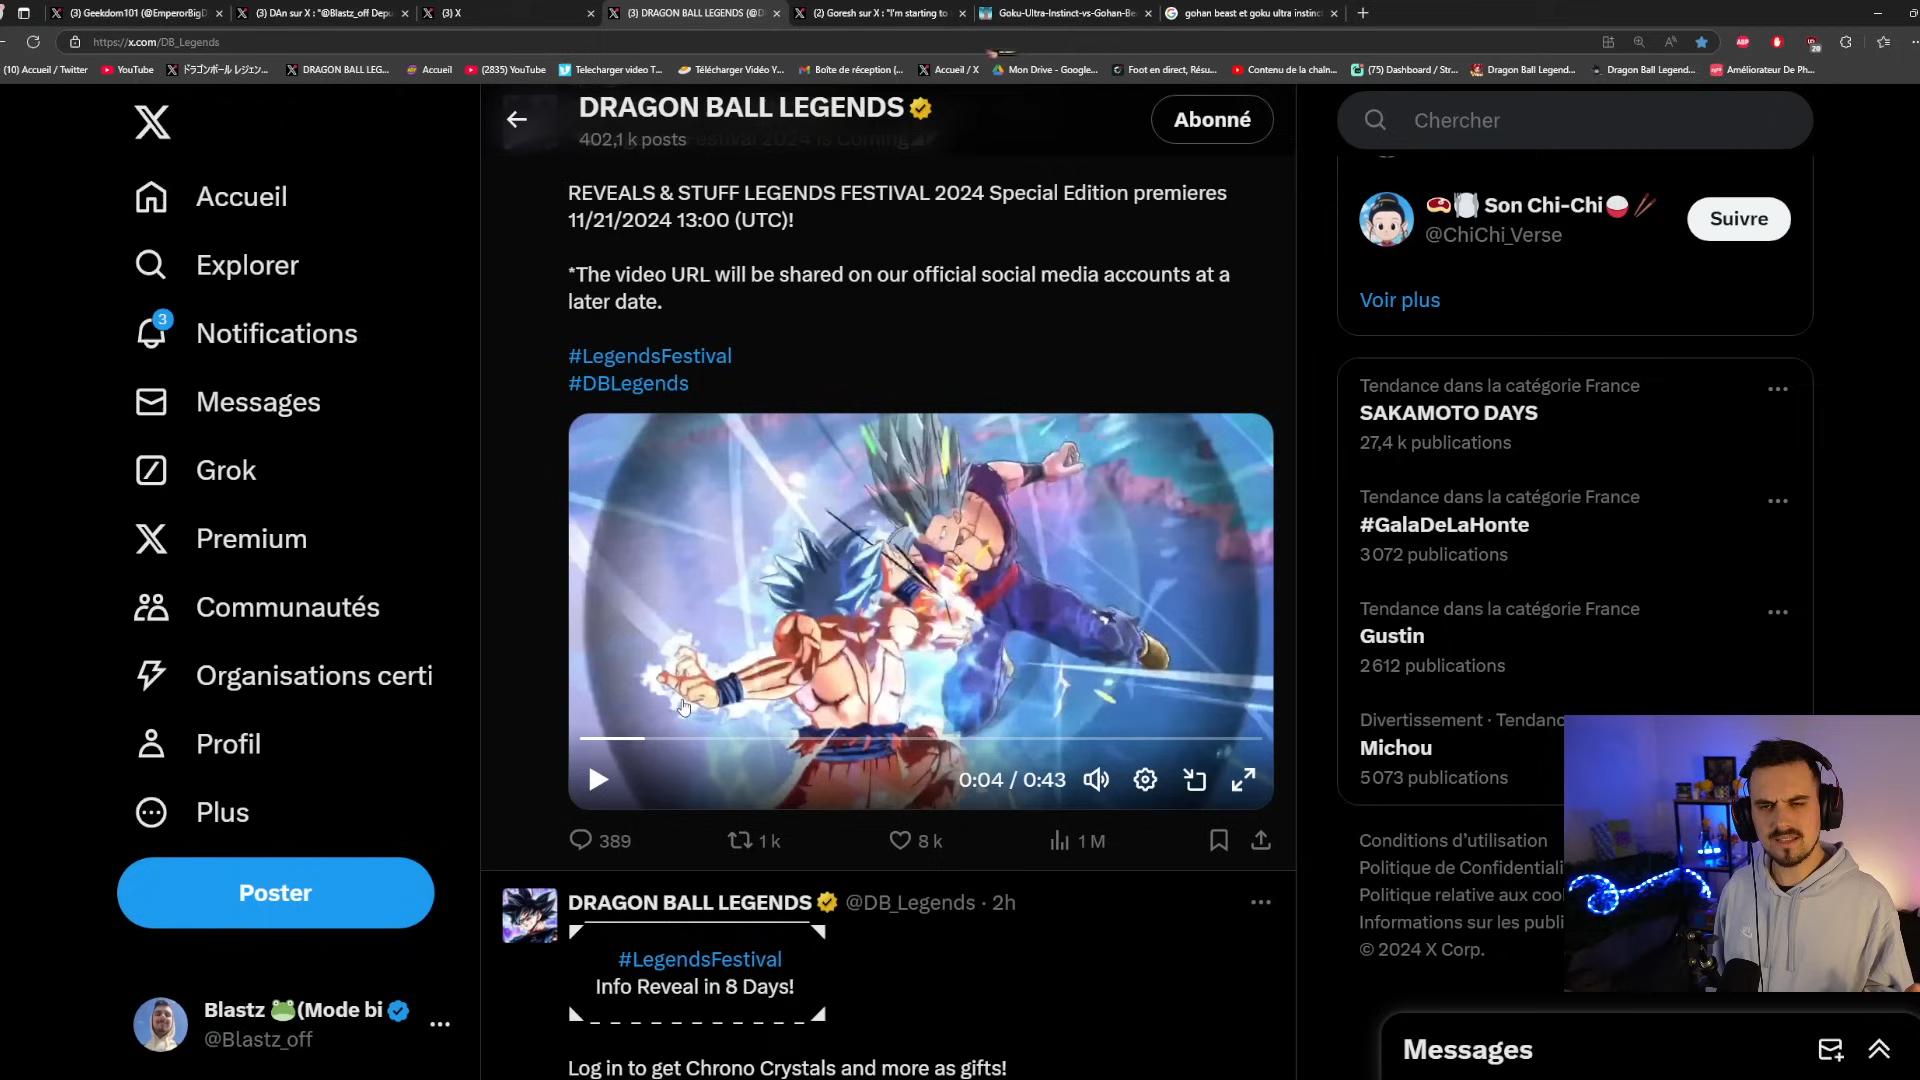 (3) Geekdom101 (@EmperorBigD
(3) DAn sur X : "@Blastz_off Depu
(3) X
(3) DRAGON BALL LEGENDS (@D
(2) Goresh sur X : "I'm starting to
Goku-Ultra-Instinct-vs-Gohan-Be
gohan beast et goku ultra instinc
https://x.com/DB_Legends
20
(10) Accueil / Twitter
YouTube
ドラゴンボール レジェン...
DRAGON BALL LEG...
Accueil
(2835) YouTube
Telecharger video T...
Télécharger Vidéo Y...
Boîte de réception (...
Accueil / X
Mon Drive - Google...
Foot en direct, Résu...
Contenu de la chaîn...
(75) Dashboard / Str...
Dragon Ball Legend...
Dragon Ball Legend...
Améliorateur De Ph...
Accueil
Explorer
3
Notifications
Messages
Grok
Premium
Communautés
Organisations certi
Profil
Plus
Poster
Blastz 🐸(Mode bi
@Blastz_off
DRAGON BALL LEGENDS
402,1 k posts
Festival 2024 is Coming
Abonné
REVEALS & STUFF LEGENDS FESTIVAL 2024 Special Edition premieres
11/21/2024 13:00 (UTC)!
*The video URL will be shared on our official social media accounts at a
later date.
#LegendsFestival
#DBLegends
0:04 / 0:43
389
1 k
8 k
1 M
DRAGON BALL LEGENDS @DB_Legends · 2h
#LegendsFestival
Info Reveal in 8 Days!
Log in to get Chrono Crystals and more as gifts!
Chercher
Son Chi-Chi
@ChiChi_Verse
Suivre
Voir plus
Tendance dans la catégorie France
SAKAMOTO DAYS
27,4 k publications
Tendance dans la catégorie France
#GalaDeLaHonte
3 072 publications
Tendance dans la catégorie France
Gustin
2 612 publications
Divertissement · Tendanc
Michou
5 073 publications
Conditions d'utilisation
Politique de Confidentiali
Politique relative aux coo
Informations sur les publi
© 2024 X Corp.
Messages